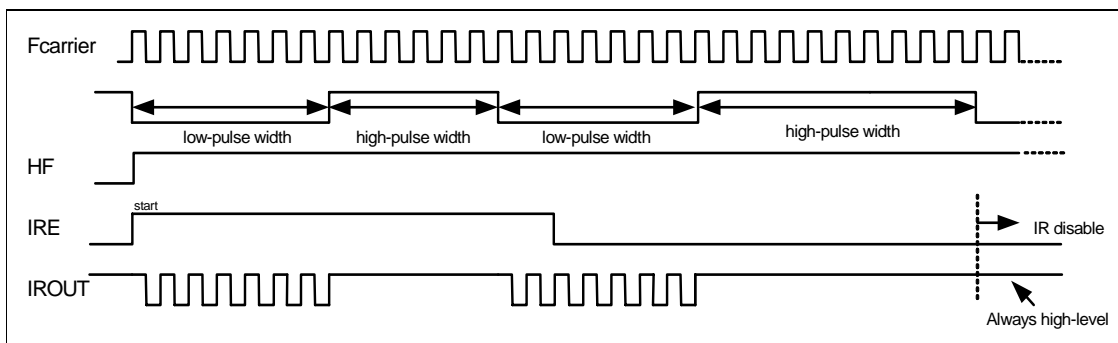 Fcarrier
low-pulse width
high-pulse width
low-pulse width
high-pulse width
HF
start
IRE
IR disable
IROUT
Always high-level